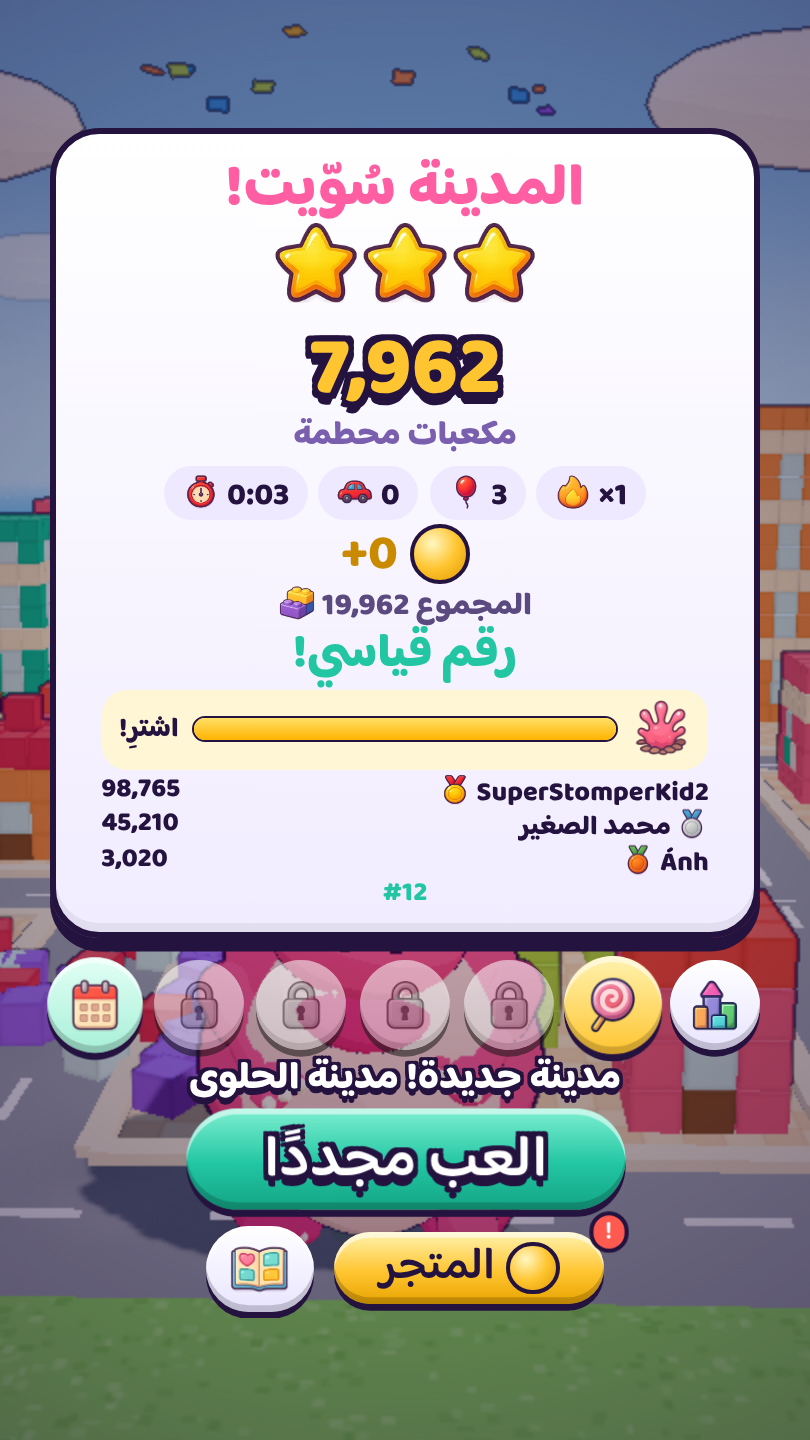 المدينة سُوّيت!
7,962
مكعبات محطمة
×1 3 0 0:03
+0
المجموع 19,962
رقم قياسي!
اشترِ!
SuperStomperKid2 98,765
محمد الصغير 45,210
Ánh 3,020
#12
مدينة جديدة! مدينة الحلوى
العب مجددًا
!
المتجر